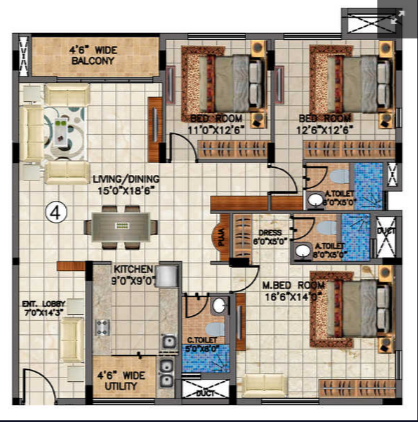 4'6" WIDE
BALCONY
BED ROOM
11'0"X12'6"
BED ROOM
12'6"X12'6"
LIVING/DINING
15'0"X18'6"
4
A.TOILET
8'0"X5'0"
PUJA
DRESS
6'0"X5'0"
A.TOILET
8'0"X5'0"
DUCT
KITCHEN
9'0"X9'0"
M.BED ROOM
16'6"X14'0"
ENT. LOBBY
7'0"X14'3"
C.TOILET
5'0"X8'0"
4'6" WIDE
UTILITY
DUCT